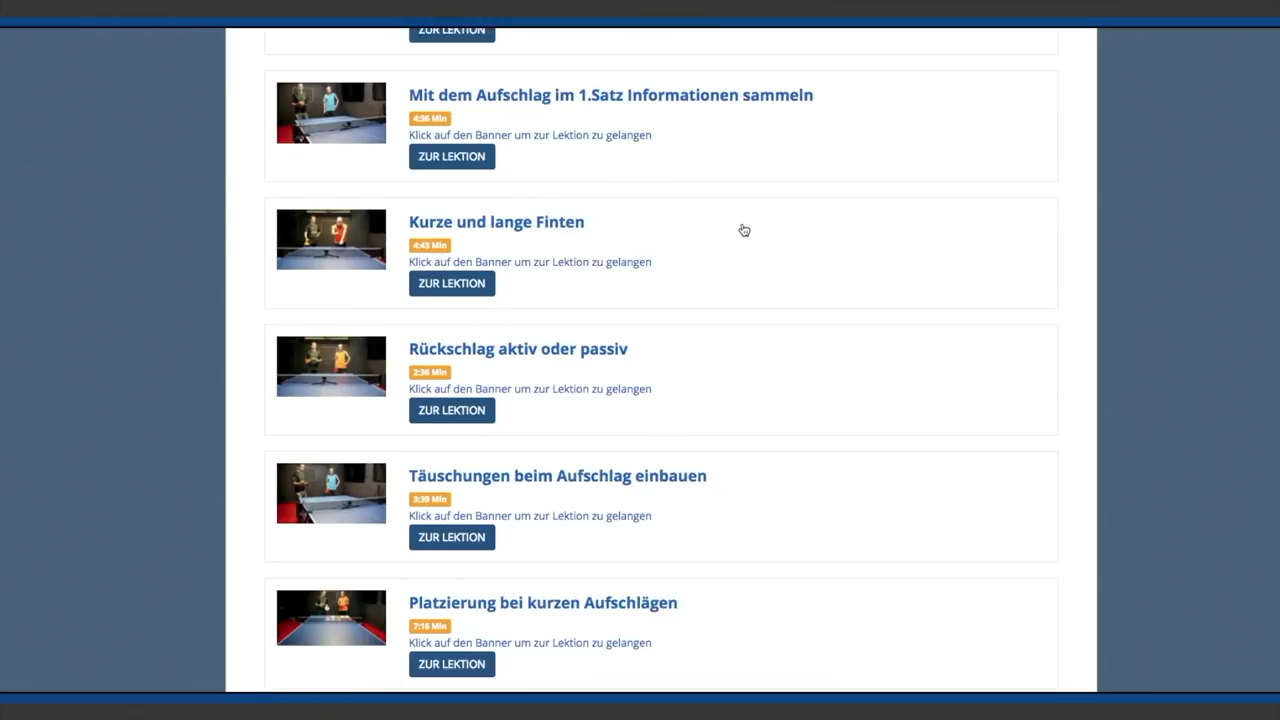 ZUR LEKTION
Mit dem Aufschlag im 1.Satz Informationen sammeln
4:36 Min
Klick auf den Banner um zur Lektion zu gelangen
ZUR LEKTION
Kurze und lange Finten
4:43 Min
Klick auf den Banner um zur Lektion zu gelangen
ZUR LEKTION
Rückschlag aktiv oder passiv
2:36 Min
Klick auf den Banner um zur Lektion zu gelangen
ZUR LEKTION
Täuschungen beim Aufschlag einbauen
3:39 Min
Klick auf den Banner um zur Lektion zu gelangen
ZUR LEKTION
Platzierung bei kurzen Aufschlägen
7:16 Min
Klick auf den Banner um zur Lektion zu gelangen
ZUR LEKTION